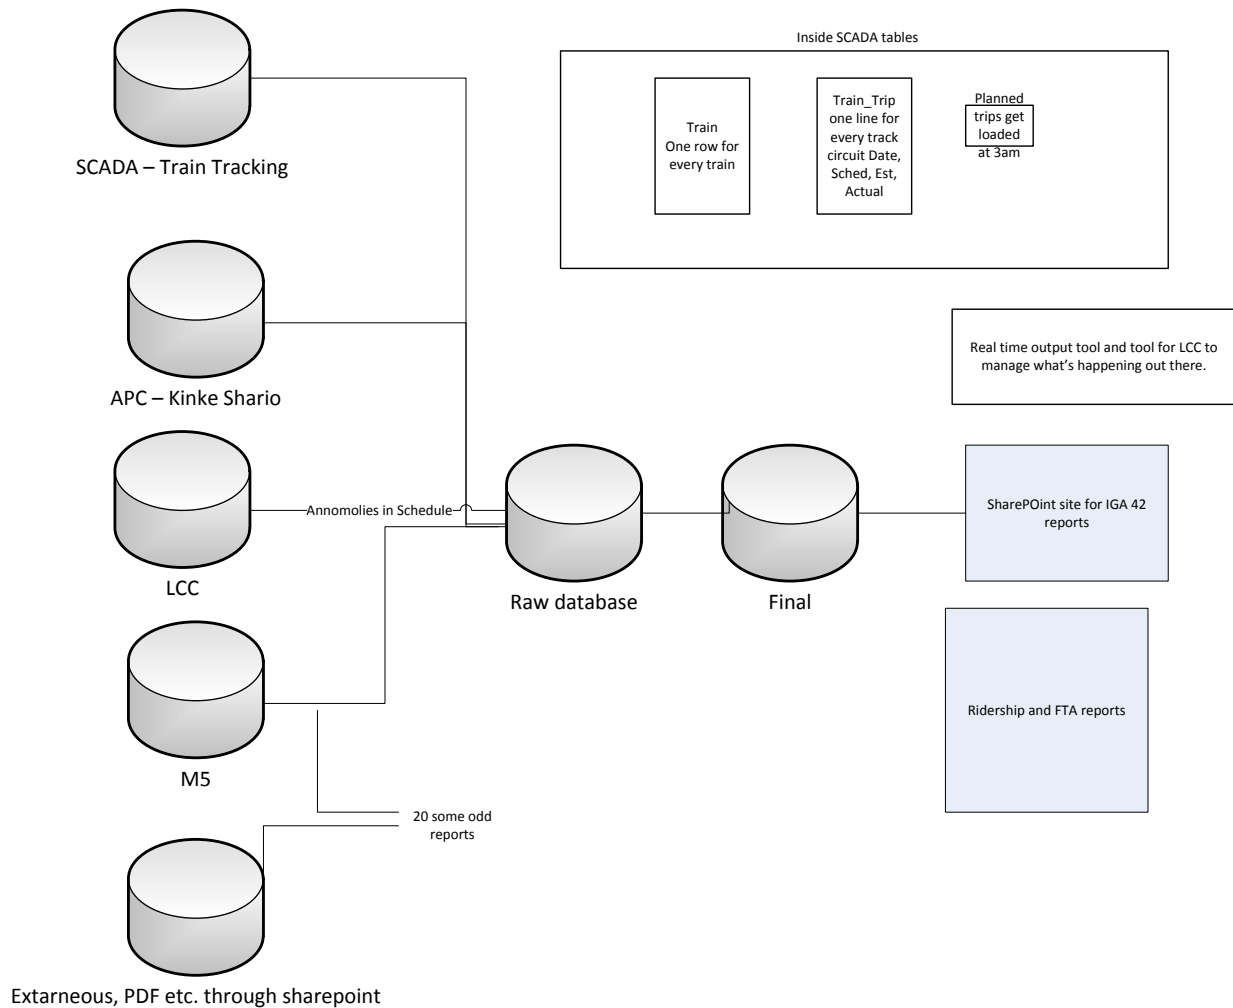 Inside SCADA tables
Train
One row for
every train
Train_Trip
one line for
every track
circuit Date,
Sched, Est,
Actual
Planned
trips get
loaded
at 3am
SCADA – Train Tracking
APC – Kinke Shario
Real time output tool and tool for LCC to
manage what's happening out there.
Annomolies in Schedule
LCC
Raw database
Final
SharePOint site for IGA 42
reports
M5
Ridership and FTA reports
20 some odd
reports
Extarneous, PDF etc. through sharepoint